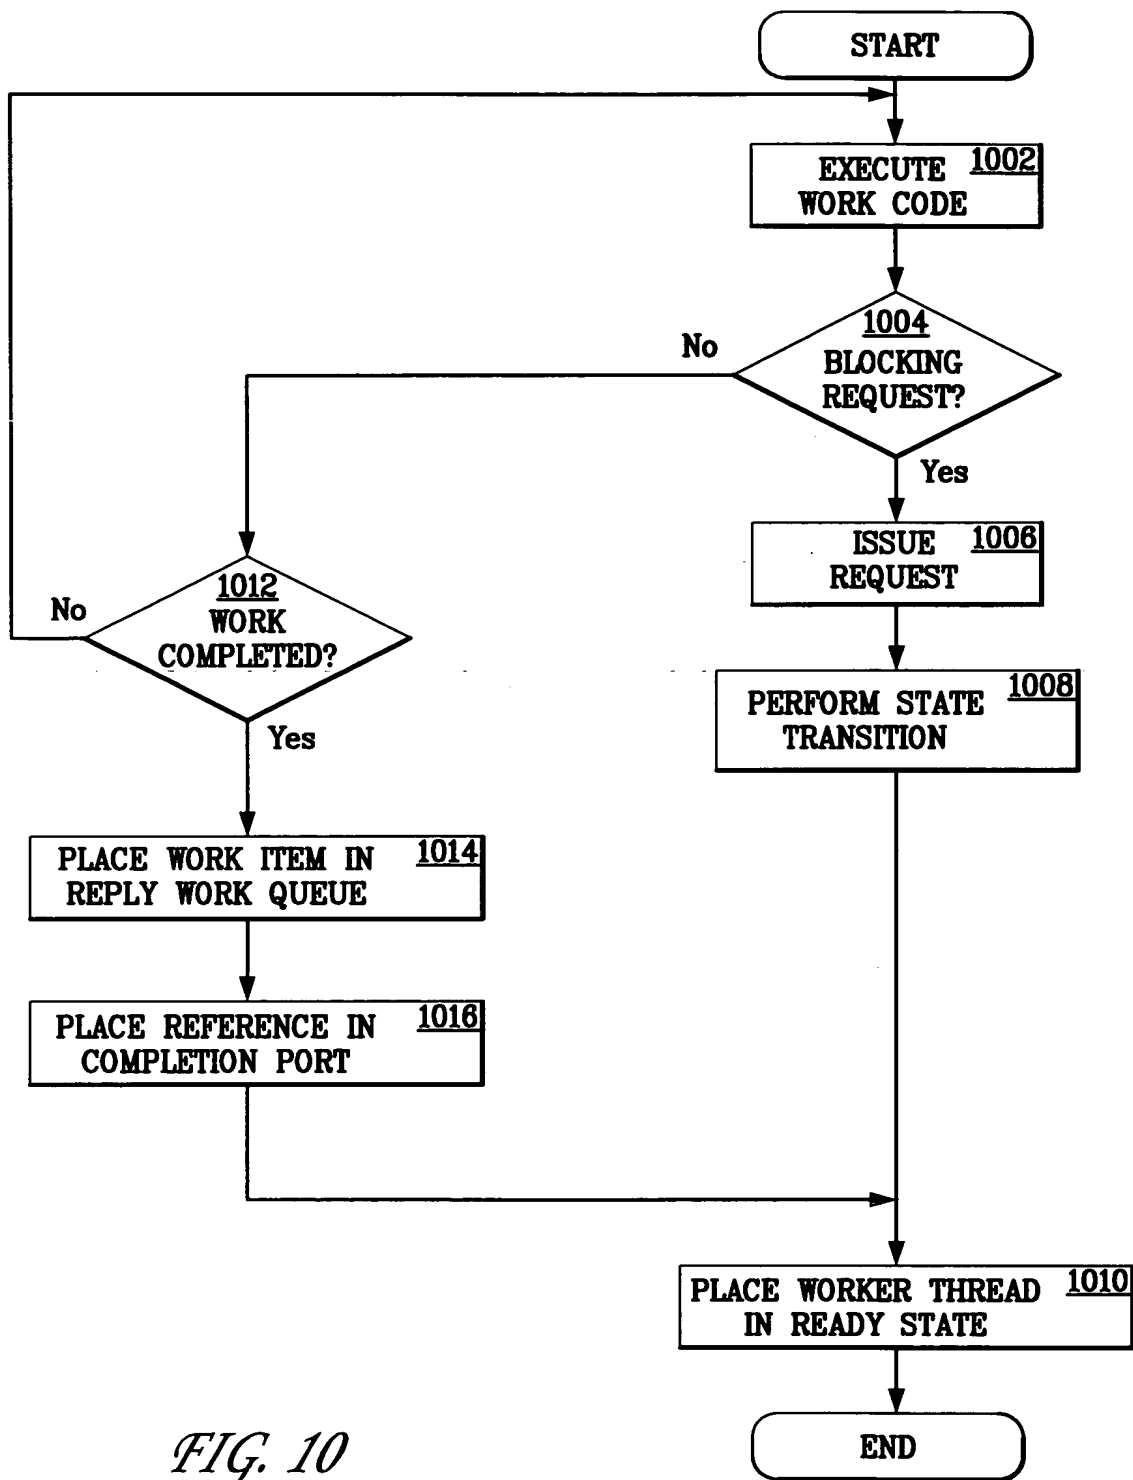 START
EXECUTE 1002
WORK CODE
1004
BLOCKING
REQUEST?
No
Yes
ISSUE 1006
REQUEST
PERFORM STATE 1008
TRANSITION
1012
WORK
COMPLETED?
No
Yes
PLACE WORK ITEM IN 1014
REPLY WORK QUEUE
PLACE REFERENCE IN 1016
COMPLETION PORT
PLACE WORKER THREAD 1010
IN READY STATE
END
FIG. 10